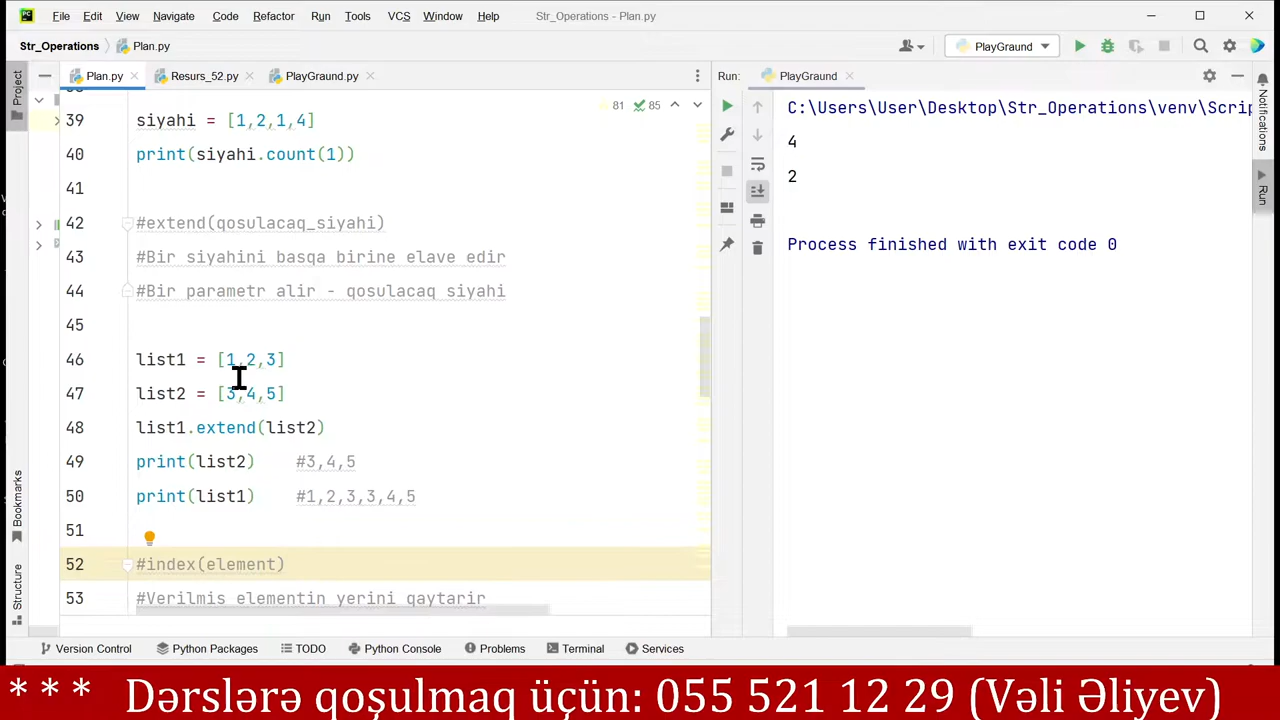 File Edit View Navigate Code Refactor Run Tools VCS Window Help Str_Operations - Plan.py
Str_Operations Plan.py PlayGround
Plan.py Resurs_52.py PlayGround.py Run: PlayGround
Project
81 85
39 siyahi = [1,2,1,4]
40 print(siyahi.count(1))
41
42 #extend(qosulacaq_siyahi)
43 #Bir siyahini basqa birine elave edir
44 #Bir parametr alir - qosulacaq siyahi
45
46 list1 = [1,2,3]
47 list2 = [3,4,5]
48 list1.extend(list2)
49 print(list2) #3,4,5
50 print(list1) #1,2,3,3,4,5
51
52 #index(element)
53 #Verilmis elementin yerini qaytarir
C:\Users\User\Desktop\Str_Operations\venv\Scrip
4
2
Process finished with exit code 0
Notifications
Run
Bookmarks
Structure
Version Control Python Packages TODO Python Console Problems Terminal Services
* * * Dərslərə qoşulmaq üçün: 055 521 12 29 (Vəli Əliyev)